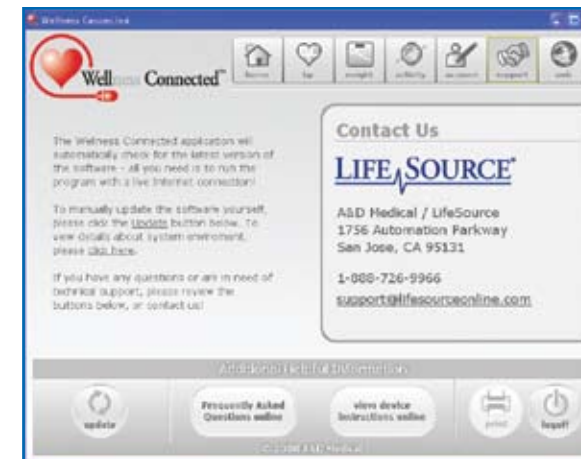 Wellness Connected
Wellness Connected™
home bp weight activity account support web
The Wellness Connected application will
automatically check for the latest version of
the software - all you need is to run the
program with a live Internet connection!
To manually update the software yourself,
please click the Update button below. To
view details about system enviroment,
please click here.
If you have any questions or are in need of
technical support, please review the
buttons below, or contact us!
Contact Us
LIFESOURCE®
A&D Medical / LifeSource
1756 Automation Parkway
San Jose, CA 95131
1-888-726-9966
support@lifesourceonline.com
Additional Helpful Information
update
Frequently Asked
Questions online
view device
instructions online
print
logoff
A&D Medical